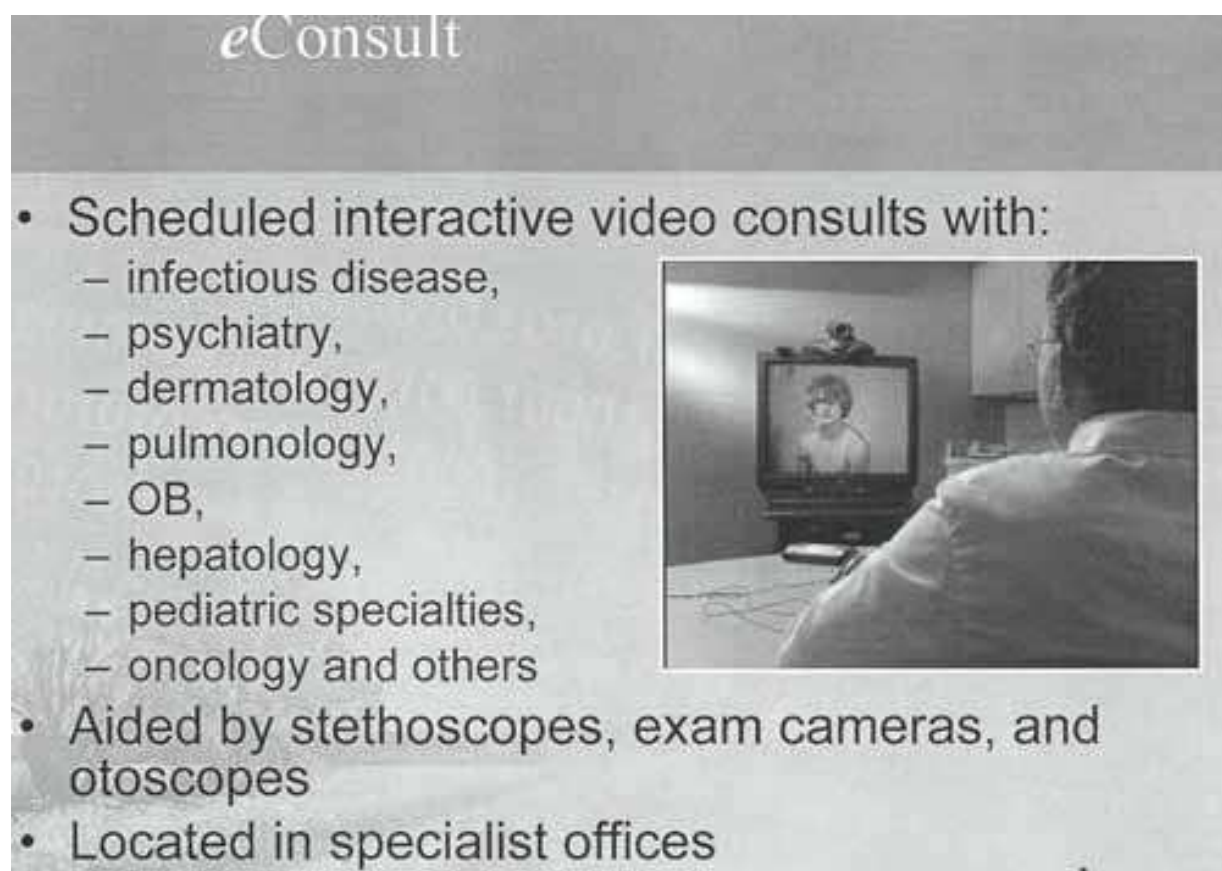 eConsult
• Scheduled interactive video consults with:
– infectious disease,
– psychiatry,
– dermatology,
– pulmonology,
– OB,
– hepatology,
– pediatric specialties,
– oncology and others
• Aided by stethoscopes, exam cameras, and
otoscopes
• Located in specialist offices